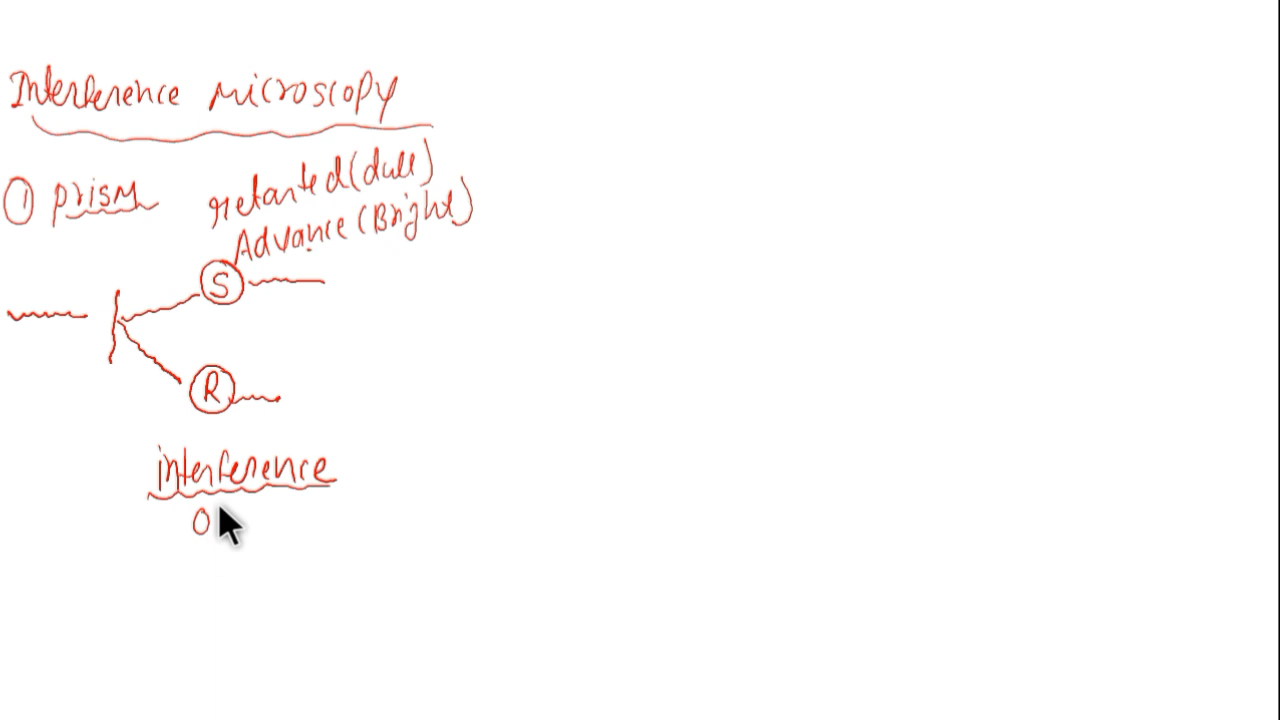 Interference microscopy
① prism
retarted (dull)
Advance (Bright)
S
R
interference
0